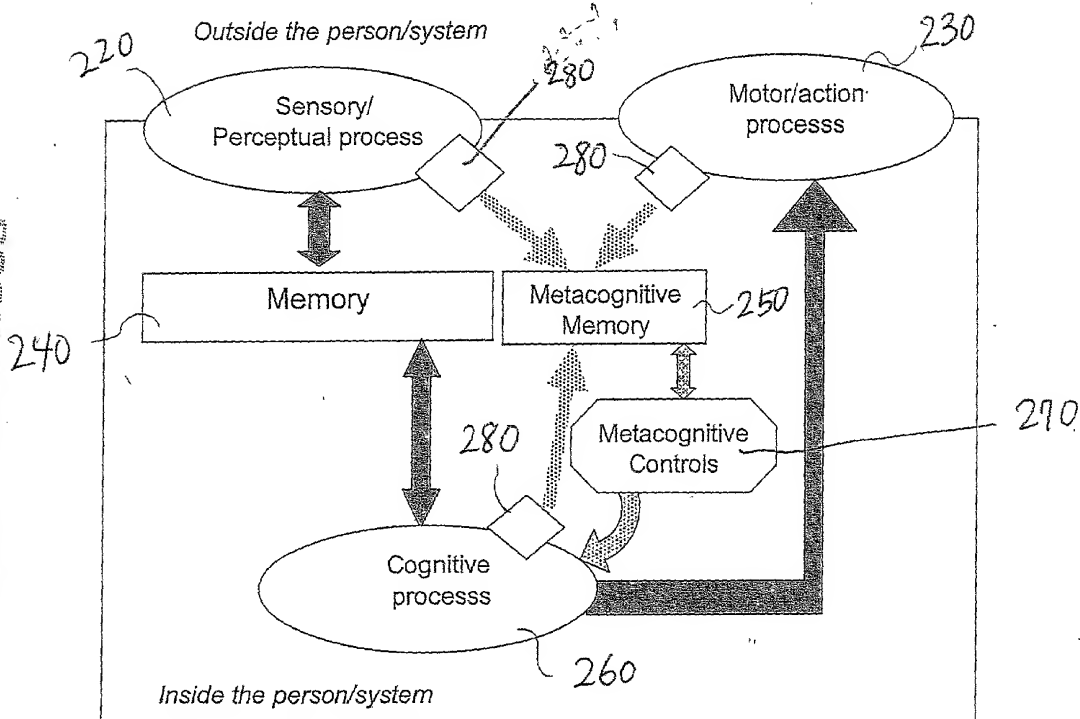 Outside the person/system
220
280
230
Sensory/
Perceptual process
Motor/action
processs
280
Memory
Metacognitive
Memory
250
240
Metacognitive
Controls
270
280
Cognitive
processs
260
Inside the person/system